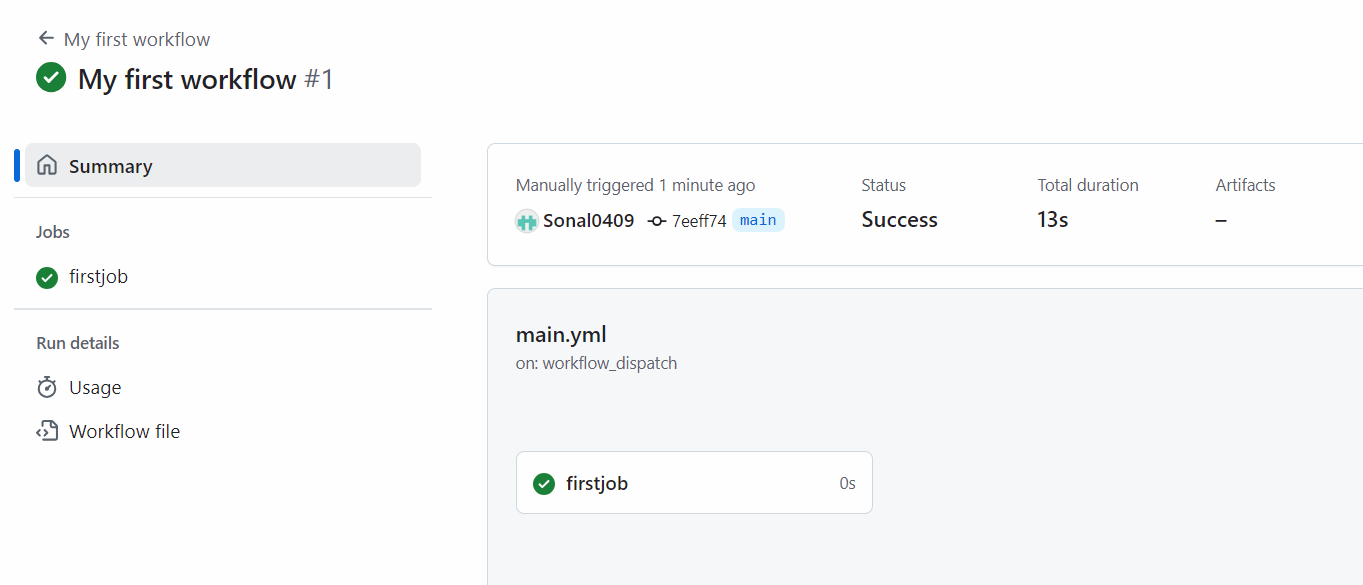 My first workflow
My first workflow #1
Summary
Jobs
firstjob
Run details
Usage
Workflow file
Manually triggered 1 minute ago
Sonal0409 7eeff74 main
Status
Success
Total duration
13s
Artifacts
–
main.yml
on: workflow_dispatch
firstjob 0s